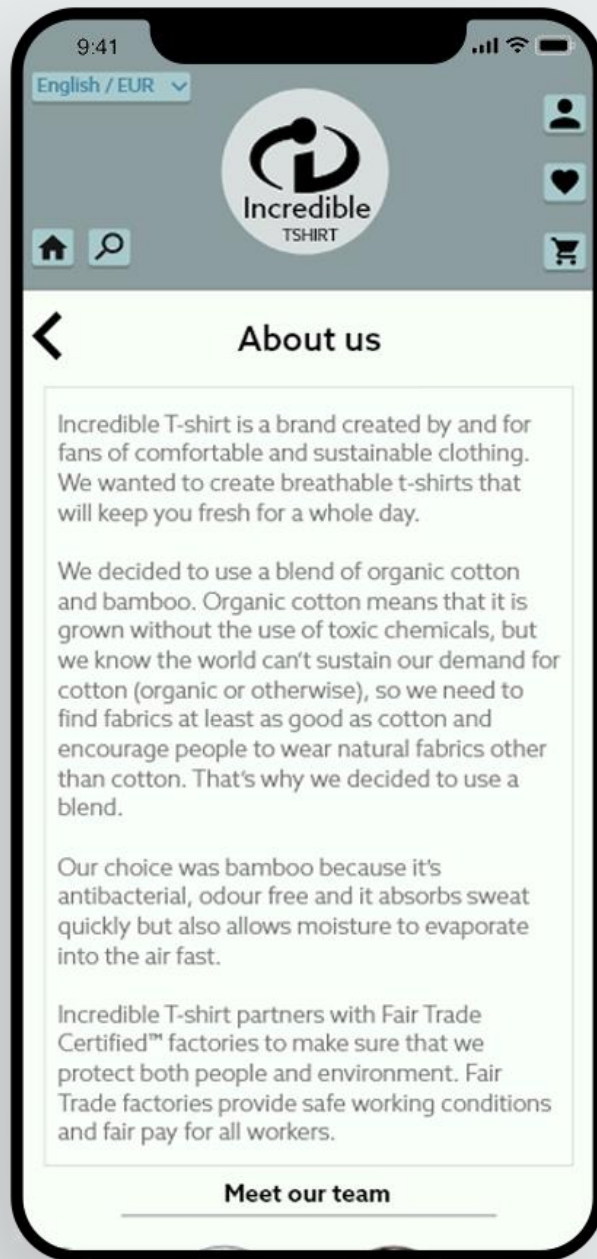 9:41
English / EUR
Incredible
TSHIRT
About us
Incredible T-shirt is a brand created by and for
fans of comfortable and sustainable clothing.
We wanted to create breathable t-shirts that
will keep you fresh for a whole day.
We decided to use a blend of organic cotton
and bamboo. Organic cotton means that it is
grown without the use of toxic chemicals, but
we know the world can't sustain our demand for
cotton (organic or otherwise), so we need to
find fabrics at least as good as cotton and
encourage people to wear natural fabrics other
than cotton. That's why we decided to use a
blend.
Our choice was bamboo because it's
antibacterial, odour free and it absorbs sweat
quickly but also allows moisture to evaporate
into the air fast.
Incredible T-shirt partners with Fair Trade
Certified™ factories to make sure that we
protect both people and environment. Fair
Trade factories provide safe working conditions
and fair pay for all workers.
Meet our team